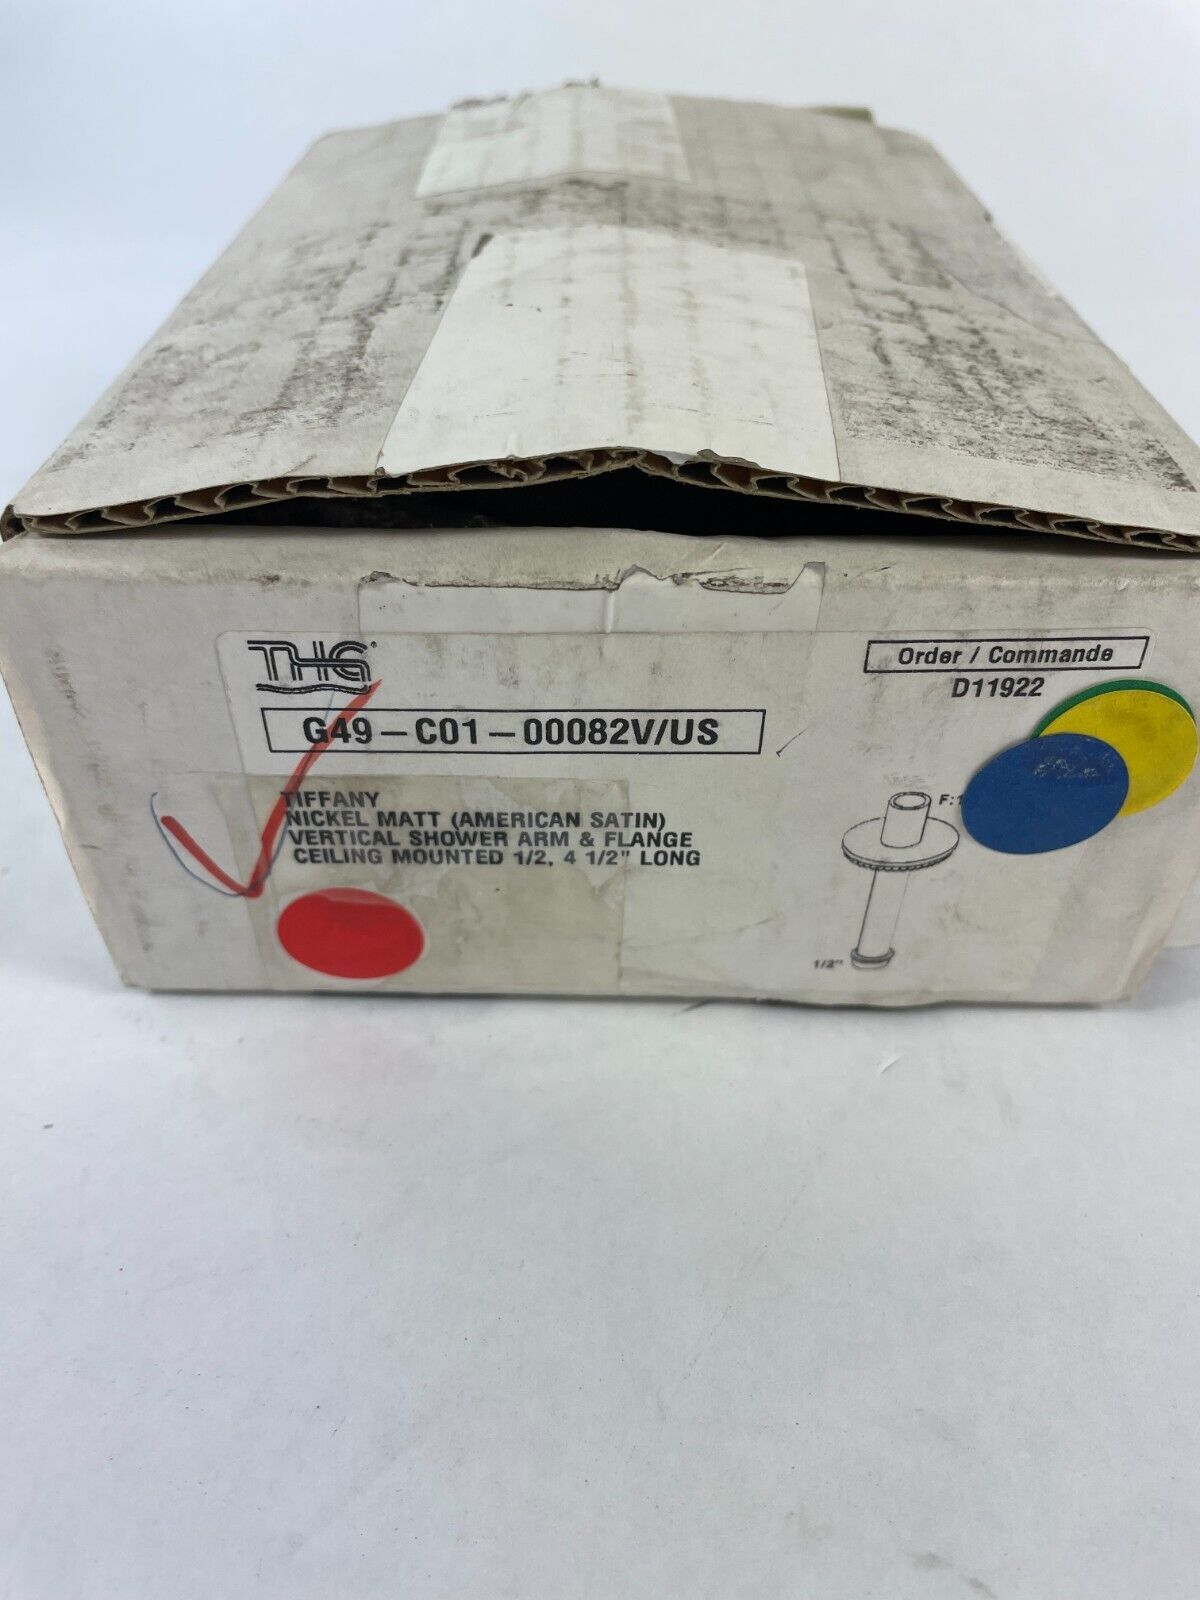 THG®
Order / Commande
D11922
G49-C01-00082V/US
TIFFANY
NICKEL MATT (AMERICAN SATIN)
VERTICAL SHOWER ARM & FLANGE
CEILING MOUNTED 1/2, 4 1/2" LONG
F:1
1/2"